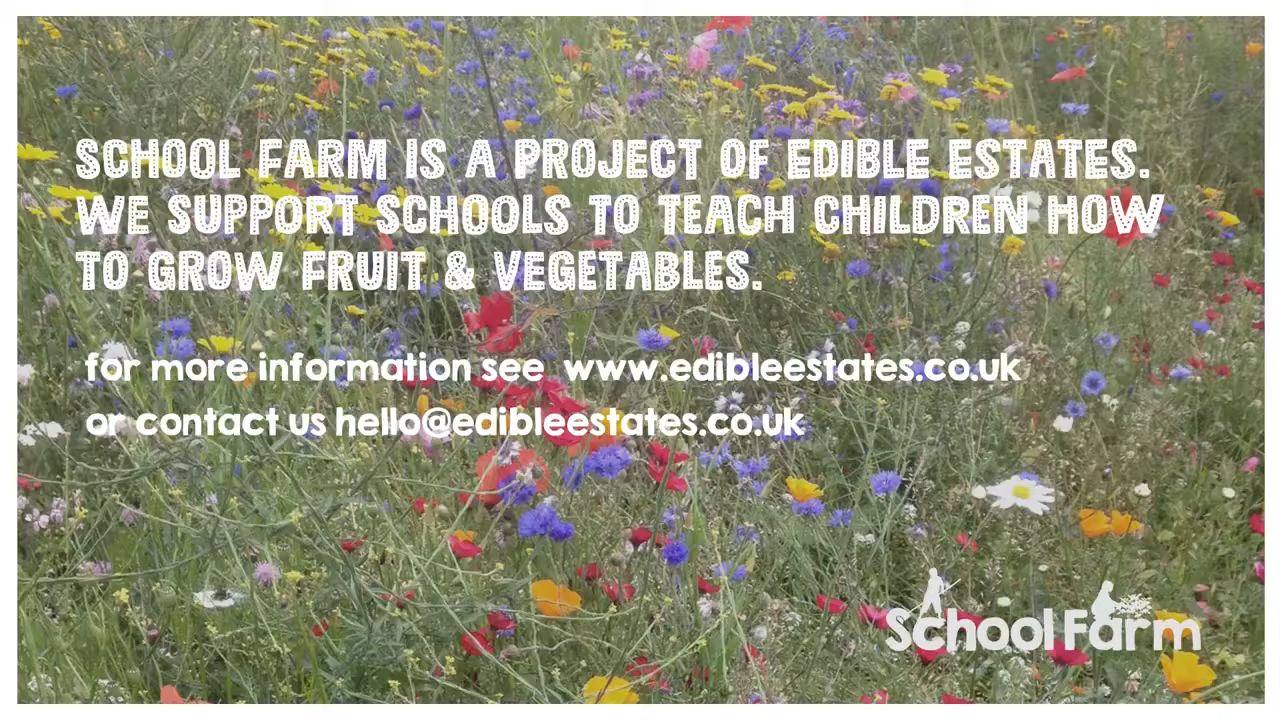 SCHOOL FARM IS A PROJECT OF EDIBLE ESTATES.
WE SUPPORT SCHOOLS TO TEACH CHILDREN HOW
TO GROW FRUIT & VEGETABLES.
for more information see www.edibleestates.co.uk
or contact us hello@edibleestates.co.uk
School Farm